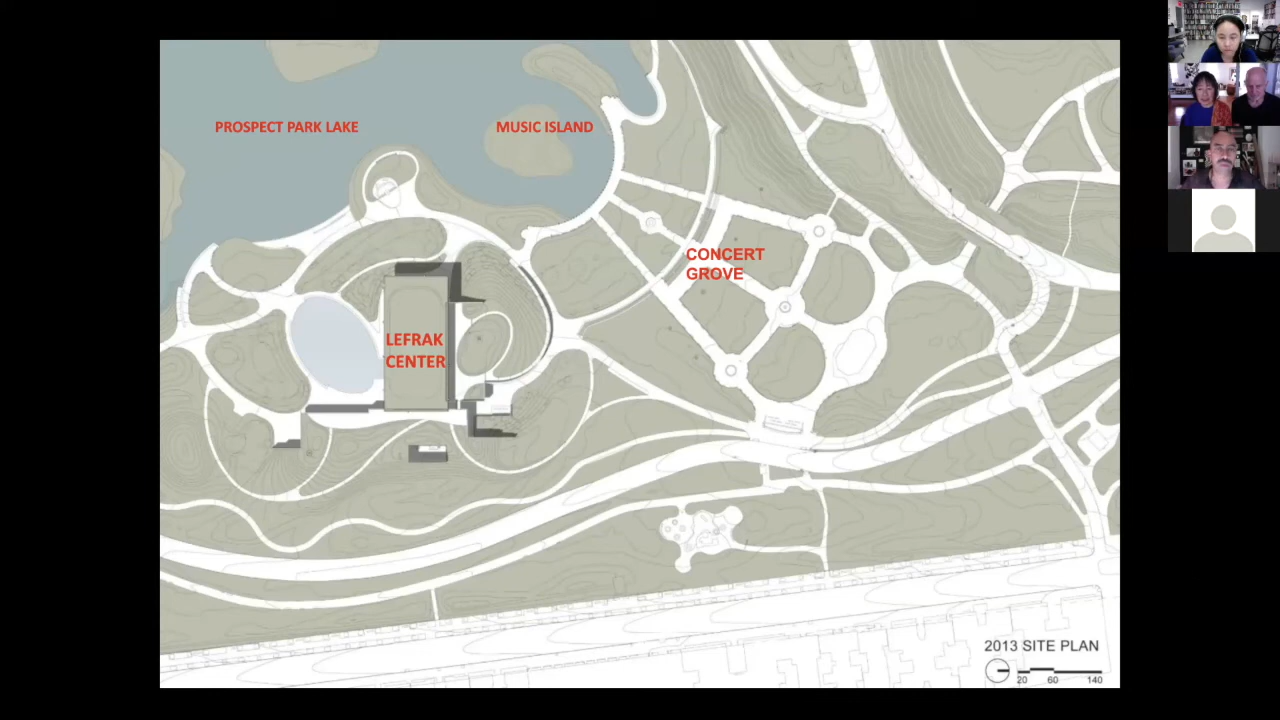 PROSPECT PARK LAKE
MUSIC ISLAND
CONCERT
GROVE
LEFRAK
CENTER
2013 SITE PLAN
20 60 140